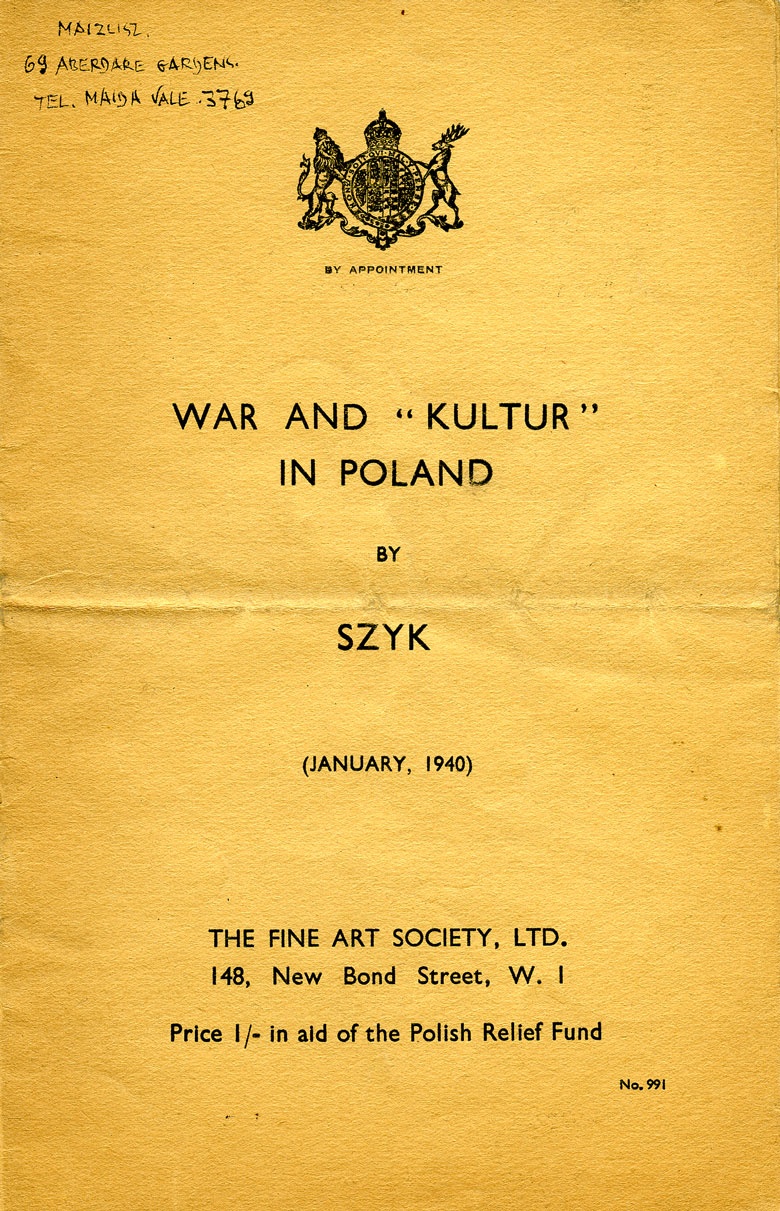 MAIZLISZ.
69 ABERDARE GARDENS.
TEL. MAIDA VALE.3769
BY APPOINTMENT
WAR AND “KULTUR”
IN POLAND
BY
SZYK
(JANUARY, 1940)
THE FINE ART SOCIETY, LTD.
148, New Bond Street, W. 1
Price 1/- in aid of the Polish Relief Fund
No. 991